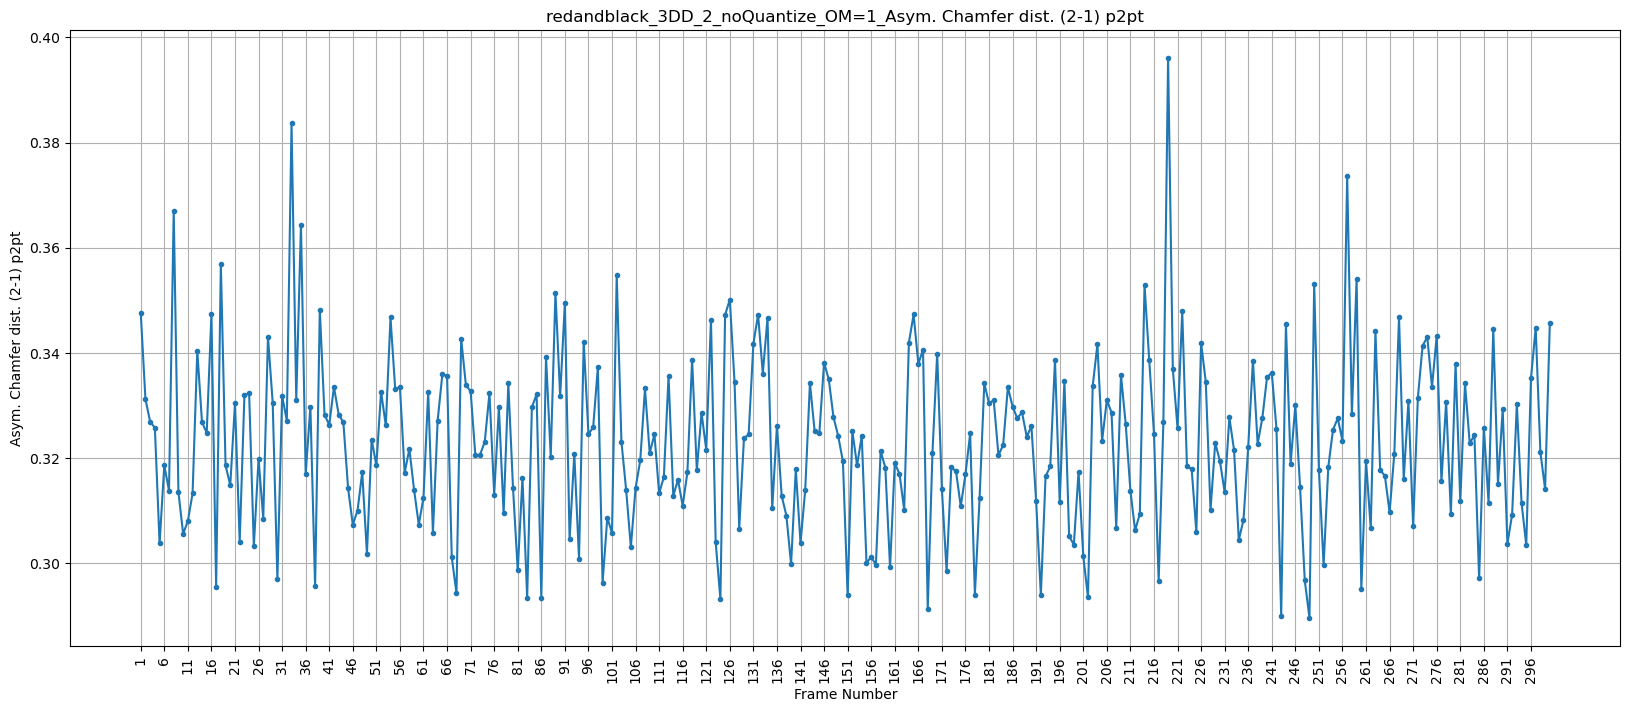 redandblack_3DD_2_noQuantize_OM=1_Asym. Chamfer dist. (2-1) p2pt
Asym. Chamfer dist. (2-1) p2pt
0.40
0.38
0.36
0.34
0.32
0.30
1 6 11 16 21 26 31 36 41 46 51 56 61 66 71 76 81 86 91 96 101 106 111 116 121 126 131 136 141 146 151 156 161 166 171 176 181 186 191 196 201 206 211 216 221 226 231 236 241 246 251 256 261 266 271 276 281 286 291 296
Frame Number